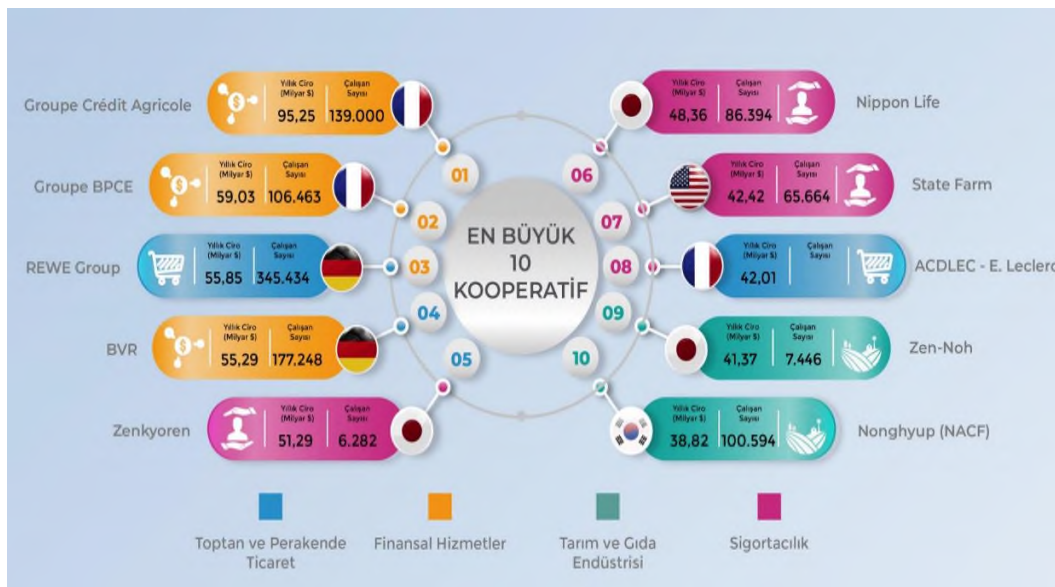 Groupe Crédit Agricole
Yıllık Ciro
(Milyar $)
95,25
Çalışan
Sayısı
139.000
01
Groupe BPCE
Yıllık Ciro
(Milyar $)
59,03
Çalışan
Sayısı
106.463
02
REWE Group
Yıllık Ciro
(Milyar $)
55,85
Çalışan
Sayısı
345.434
03
BVR
Yıllık Ciro
(Milyar $)
55,29
Çalışan
Sayısı
177.248
04
Zenkyoren
Yıllık Ciro
(Milyar $)
51,29
Çalışan
Sayısı
6.282
05
EN BÜYÜK
10
KOOPERATİF
06
Yıllık Ciro
(Milyar $)
48,36
Çalışan
Sayısı
86.394
Nippon Life
07
Yıllık Ciro
(Milyar $)
42,42
Çalışan
Sayısı
65.664
State Farm
08
Yıllık Ciro
(Milyar $)
42,01
Çalışan
Sayısı
ACDLEC - E. Leclerc
09
Yıllık Ciro
(Milyar $)
41,37
Çalışan
Sayısı
7.446
Zen-Noh
10
Yıllık Ciro
(Milyar $)
38,82
Çalışan
Sayısı
100.594
Nonghyup (NACF)
Toptan ve Perakende
Ticaret
Finansal Hizmetler
Tarım ve Gıda
Endüstrisi
Sigortacılık